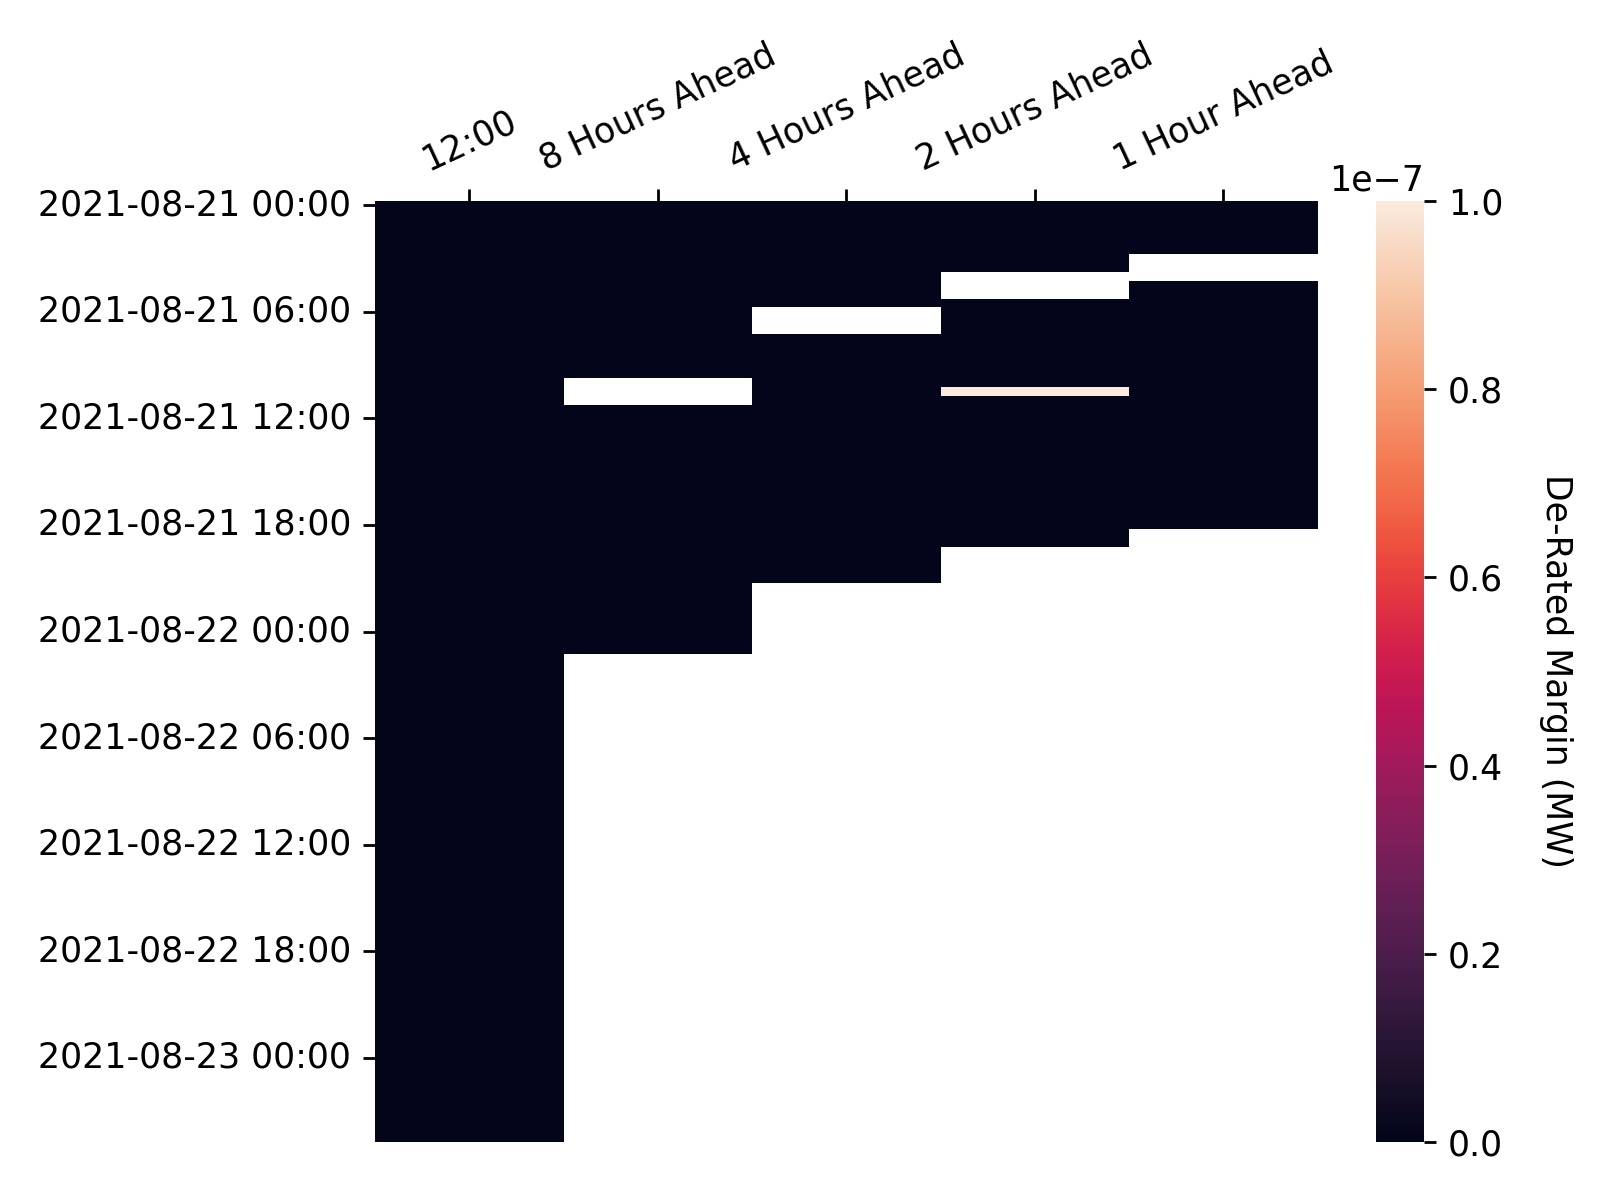 12:00
8 Hours Ahead
4 Hours Ahead
2 Hours Ahead
1 Hour Ahead
2021-08-21 00:00
2021-08-21 06:00
2021-08-21 12:00
2021-08-21 18:00
2021-08-22 00:00
2021-08-22 06:00
2021-08-22 12:00
2021-08-22 18:00
2021-08-23 00:00
1e−7
1.0
0.8
0.6
0.4
0.2
0.0
De-Rated Margin (MW)